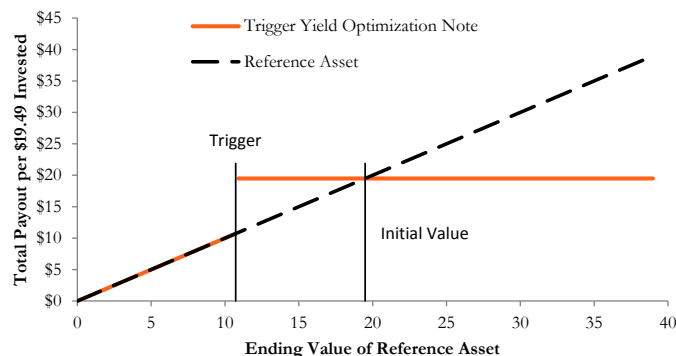 $45
$40
$35
$30
$25
$20
$15
$10
$5
$0
Total Payout per $19.49 Invested
Trigger Yield Optimization Note
Reference Asset
Trigger
Initial Value
0 5 10 15 20 25 30 35 40
Ending Value of Reference Asset